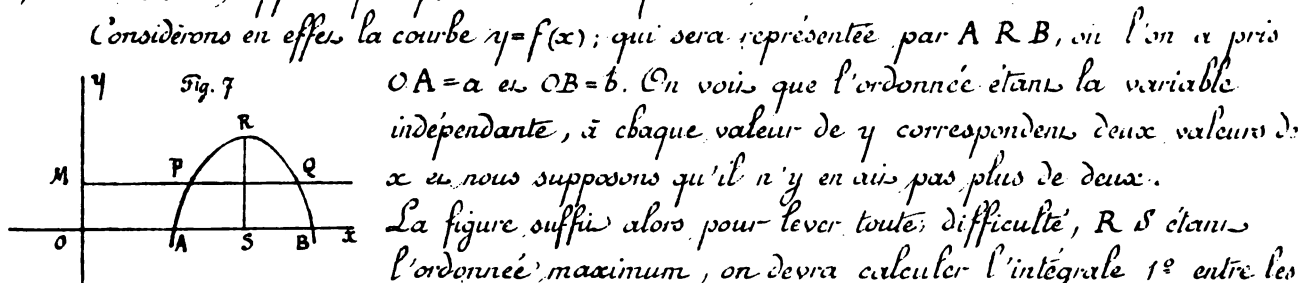 Considérons en effet la courbe y=f(x); qui sera représentée par A R B, où l'on a pris
y Fig. 7
OA=a et OB=b. On voit que l'ordonnée étant la variable
R
indépendante, à chaque valeur de y correspondent deux valeurs de
P Q
M
x et nous supposons qu'il n'y en ait pas plus de deux.
La figure suffit alors pour lever toute difficulté, R S étant
O A S B x
l'ordonnée maximum, on devra calculer l'intégrale 1º entre les